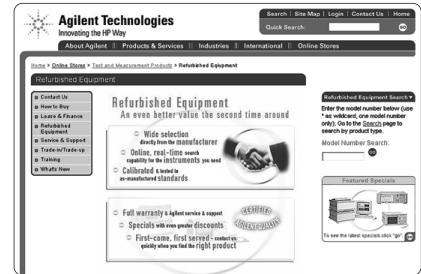 Agilent Technologies
Innovating the HP Way
Search | Site Map | Login | Contact Us | Home
Quick Search:
GO
About Agilent || Products & Services || Industries || International || Online Stores
Home > Online Stores > Test and Measurement Products > Refurbished Equipment
Refurbished Equipment
Contact Us
How to Buy
Lease & Finance
Refurbished
Equipment
Service & Support
Trade-in/Trade-up
Training
What's New
Refurbished Equipment
An even better value the second time around
Wide selection
directly from the manufacturer
Online, real-time search
capability for the instruments you need
Calibrated & tested to
as-manufactured standards
Full warranty & Agilent service & support
Specials with even greater discounts
First-come, first served - contact us
quickly when you find the right product
CERTIFIED
AGILENT QUALITY
Refurbished Equipment Search
Enter the model number below (use
* as wildcard, one model number
only). Go to the Search page to
search by product type.
Model Number Search:
GO
Featured Specials
To see the latest specials click "go".
GO